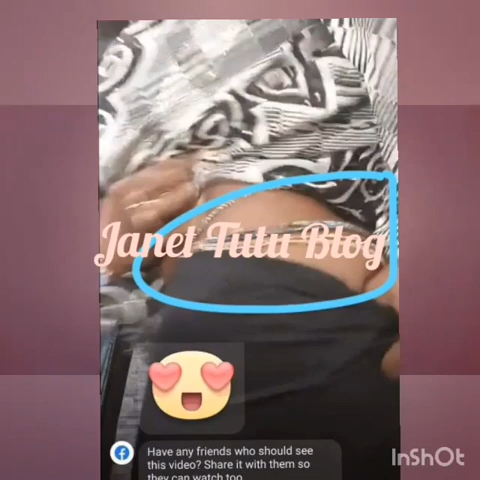 Janet Tutu Blog
Have any friends who should see
this video? Share it with them so
they can watch too
InShOt